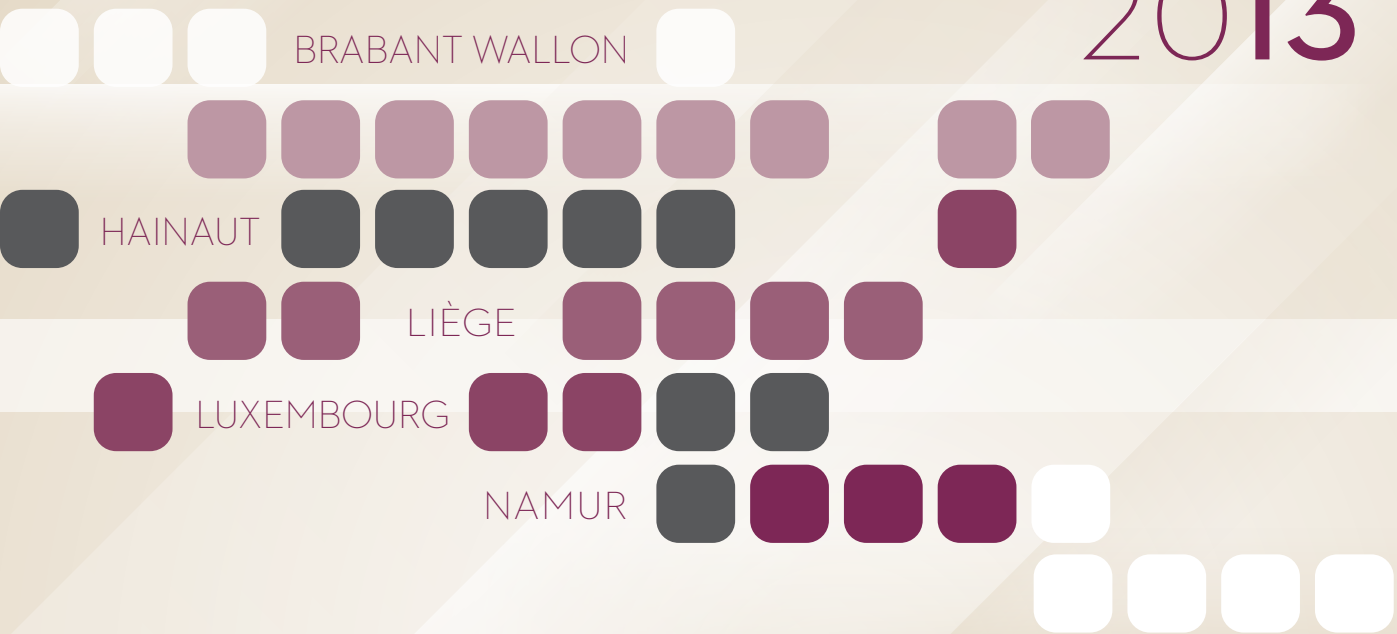 2013
BRABANT WALLON
HAINAUT
LIÈGE
LUXEMBOURG
NAMUR